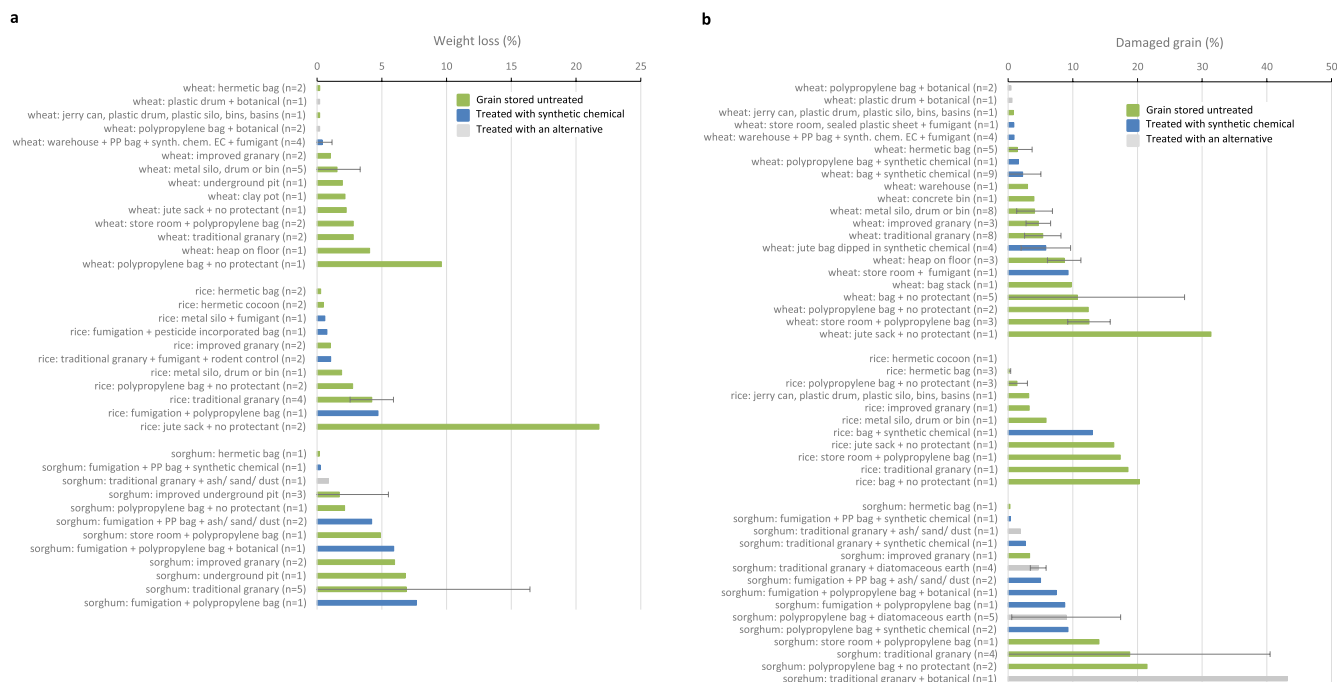 a
Weight loss (%)
0 5 10 15 20 25
Grain stored untreated
Treated with synthetic chemical
Treated with an alternative
wheat: hermetic bag (n=2)
wheat: plastic drum + botanical (n=1)
wheat: jerry can, plastic drum, plastic silo, bins, basins (n=1)
wheat: polypropylene bag + botanical (n=2)
wheat: warehouse + PP bag + synth. chem. EC + fumigant (n=4)
wheat: improved granary (n=2)
wheat: metal silo, drum or bin (n=5)
wheat: underground pit (n=1)
wheat: clay pot (n=1)
wheat: jute sack + no protectant (n=1)
wheat: store room + polypropylene bag (n=2)
wheat: traditional granary (n=2)
wheat: heap on floor (n=1)
wheat: polypropylene bag + no protectant (n=1)
rice: hermetic bag (n=2)
rice: hermetic cocoon (n=2)
rice: metal silo + fumigant (n=1)
rice: fumigation + pesticide incorporated bag (n=1)
rice: improved granary (n=2)
rice: traditional granary + fumigant + rodent control (n=2)
rice: metal silo, drum or bin (n=1)
rice: polypropylene bag + no protectant (n=2)
rice: traditional granary (n=4)
rice: fumigation + polypropylene bag (n=1)
rice: jute sack + no protectant (n=2)
sorghum: hermetic bag (n=1)
sorghum: fumigation + PP bag + synthetic chemical (n=1)
sorghum: traditional granary + ash/ sand/ dust (n=1)
sorghum: improved underground pit (n=3)
sorghum: polypropylene bag + no protectant (n=1)
sorghum: fumigation + PP bag + ash/ sand/ dust (n=2)
sorghum: store room + polypropylene bag (n=1)
sorghum: fumigation + polypropylene bag + botanical (n=1)
sorghum: improved granary (n=2)
sorghum: underground pit (n=1)
sorghum: traditional granary (n=5)
sorghum: fumigation + polypropylene bag (n=1)
b
Damaged grain (%)
0 10 20 30 40 50
Grain stored untreated
Treated with synthetic chemical
Treated with an alternative
wheat: polypropylene bag + botanical (n=2)
wheat: plastic drum + botanical (n=1)
wheat: jerry can, plastic drum, plastic silo, bins, basins (n=1)
wheat: store room, sealed plastic sheet + fumigant (n=1)
wheat: warehouse + PP bag + synth. chem. EC + fumigant (n=4)
wheat: hermetic bag (n=5)
wheat: polypropylene bag + synthetic chemical (n=1)
wheat: bag + synthetic chemical (n=9)
wheat: warehouse (n=1)
wheat: concrete bin (n=1)
wheat: metal silo, drum or bin (n=8)
wheat: improved granary (n=3)
wheat: traditional granary (n=8)
wheat: jute bag dipped in synthetic chemical (n=4)
wheat: heap on floor (n=3)
wheat: store room + fumigant (n=1)
wheat: bag stack (n=1)
wheat: bag + no protectant (n=5)
wheat: polypropylene bag + no protectant (n=2)
wheat: store room + polypropylene bag (n=3)
wheat: jute sack + no protectant (n=1)
rice: hermetic cocoon (n=1)
rice: hermetic bag (n=3)
rice: polypropylene bag + no protectant (n=3)
rice: jerry can, plastic drum, plastic silo, bins, basins (n=1)
rice: improved granary (n=1)
rice: metal silo, drum or bin (n=1)
rice: bag + synthetic chemical (n=1)
rice: jute sack + no protectant (n=1)
rice: store room + polypropylene bag (n=1)
rice: traditional granary (n=1)
rice: bag + no protectant (n=1)
sorghum: hermetic bag (n=1)
sorghum: fumigation + PP bag + synthetic chemical (n=1)
sorghum: traditional granary + ash/ sand/ dust (n=1)
sorghum: traditional granary + synthetic chemical (n=1)
sorghum: improved granary (n=1)
sorghum: traditional granary + diatomaceous earth (n=4)
sorghum: fumigation + PP bag + ash/ sand/ dust (n=2)
sorghum: fumigation + polypropylene bag + botanical (n=1)
sorghum: fumigation + polypropylene bag (n=1)
sorghum: polypropylene bag + diatomaceous earth (n=5)
sorghum: polypropylene bag + synthetic chemical (n=2)
sorghum: store room + polypropylene bag (n=1)
sorghum: traditional granary (n=4)
sorghum: polypropylene bag + no protectant (n=2)
sorghum: traditional granary + botanical (n=1)